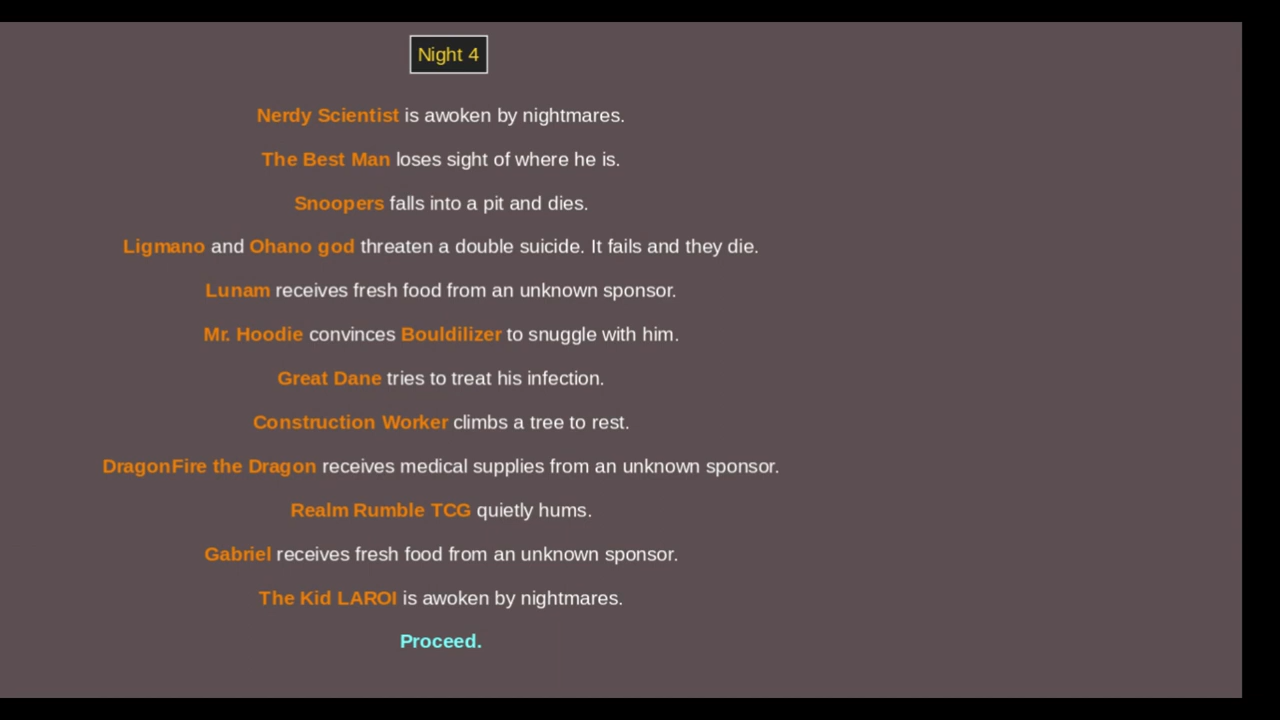 Night 4
Nerdy Scientist is awoken by nightmares.
The Best Man loses sight of where he is.
Snoopers falls into a pit and dies.
Ligmano and Ohano god threaten a double suicide. It fails and they die.
Lunam receives fresh food from an unknown sponsor.
Mr. Hoodie convinces Bouldilizer to snuggle with him.
Great Dane tries to treat his infection.
Construction Worker climbs a tree to rest.
DragonFire the Dragon receives medical supplies from an unknown sponsor.
Realm Rumble TCG quietly hums.
Gabriel receives fresh food from an unknown sponsor.
The Kid LAROI is awoken by nightmares.
Proceed.